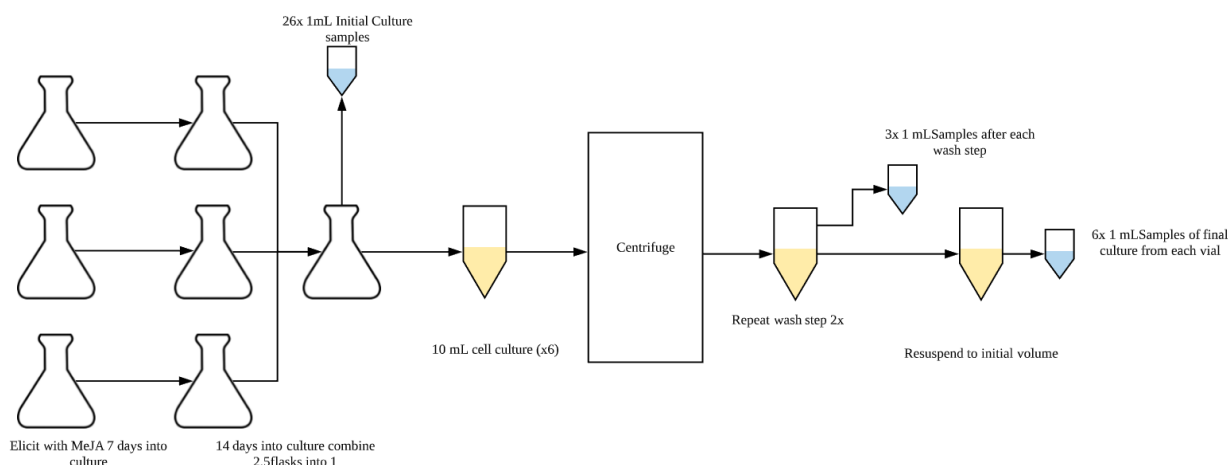 26x 1mL Initial Culture
samples
3x 1 mLSamples after each
wash step
Centrifuge
6x 1 mLSamples of final
culture from each vial
Repeat wash step 2x
10 mL cell culture (x6)
Resuspend to initial volume
Elicit with MeJA 7 days into
culture
14 days into culture combine
2.5flasks into 1